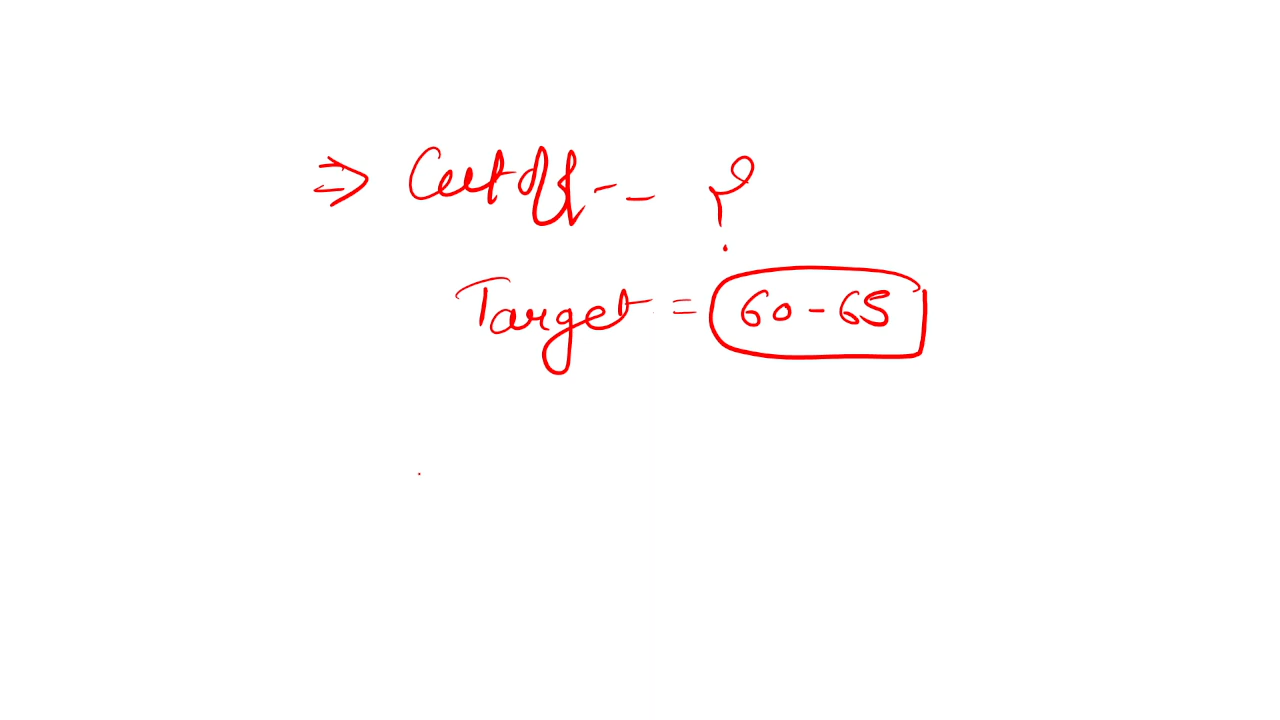 ⇒ Cutoff -- ?
Target = 60-65